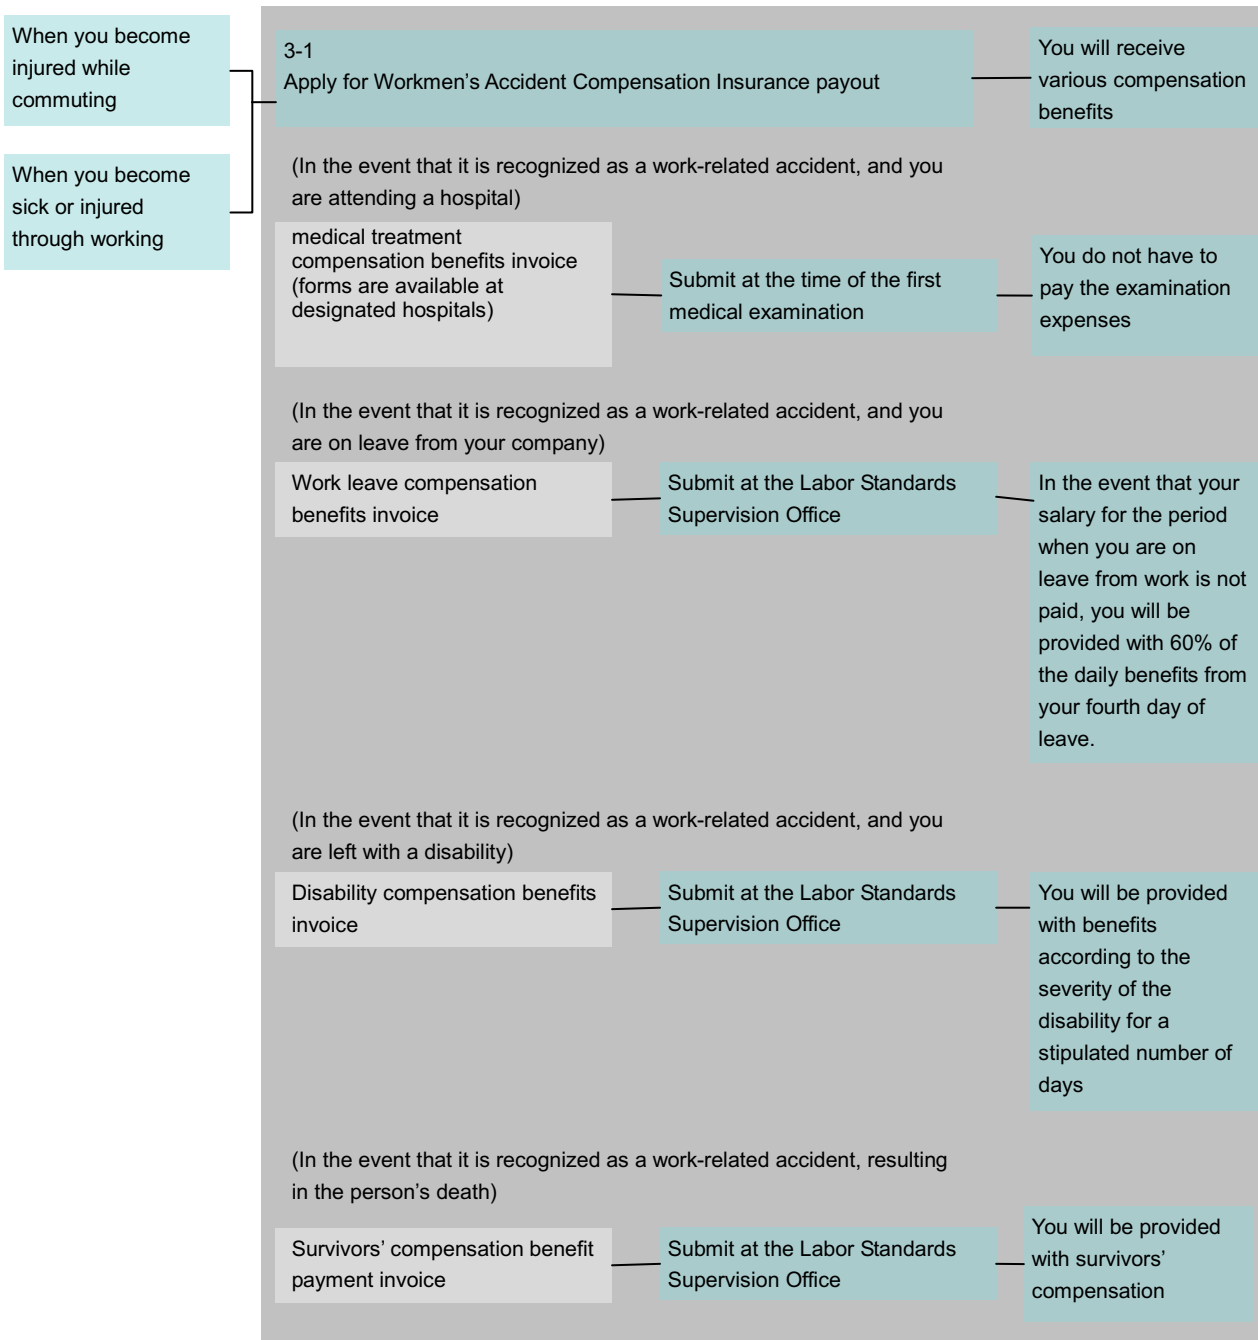 When you become
injured while
commuting
When you become
sick or injured
through working
3-1
Apply for Workmen’s Accident Compensation Insurance payout
You will receive
various compensation
benefits
(In the event that it is recognized as a work-related accident, and you
are attending a hospital)
medical treatment
compensation benefits invoice
(forms are available at
designated hospitals)
Submit at the time of the first
medical examination
You do not have to
pay the examination
expenses
(In the event that it is recognized as a work-related accident, and you
are on leave from your company)
Work leave compensation
benefits invoice
Submit at the Labor Standards
Supervision Office
In the event that your
salary for the period
when you are on
leave from work is not
paid, you will be
provided with 60% of
the daily benefits from
your fourth day of
leave.
(In the event that it is recognized as a work-related accident, and you
are left with a disability)
Disability compensation benefits
invoice
Submit at the Labor Standards
Supervision Office
You will be provided
with benefits
according to the
severity of the
disability for a
stipulated number of
days
(In the event that it is recognized as a work-related accident, resulting
in the person’s death)
Survivors’ compensation benefit
payment invoice
Submit at the Labor Standards
Supervision Office
You will be provided
with survivors’
compensation